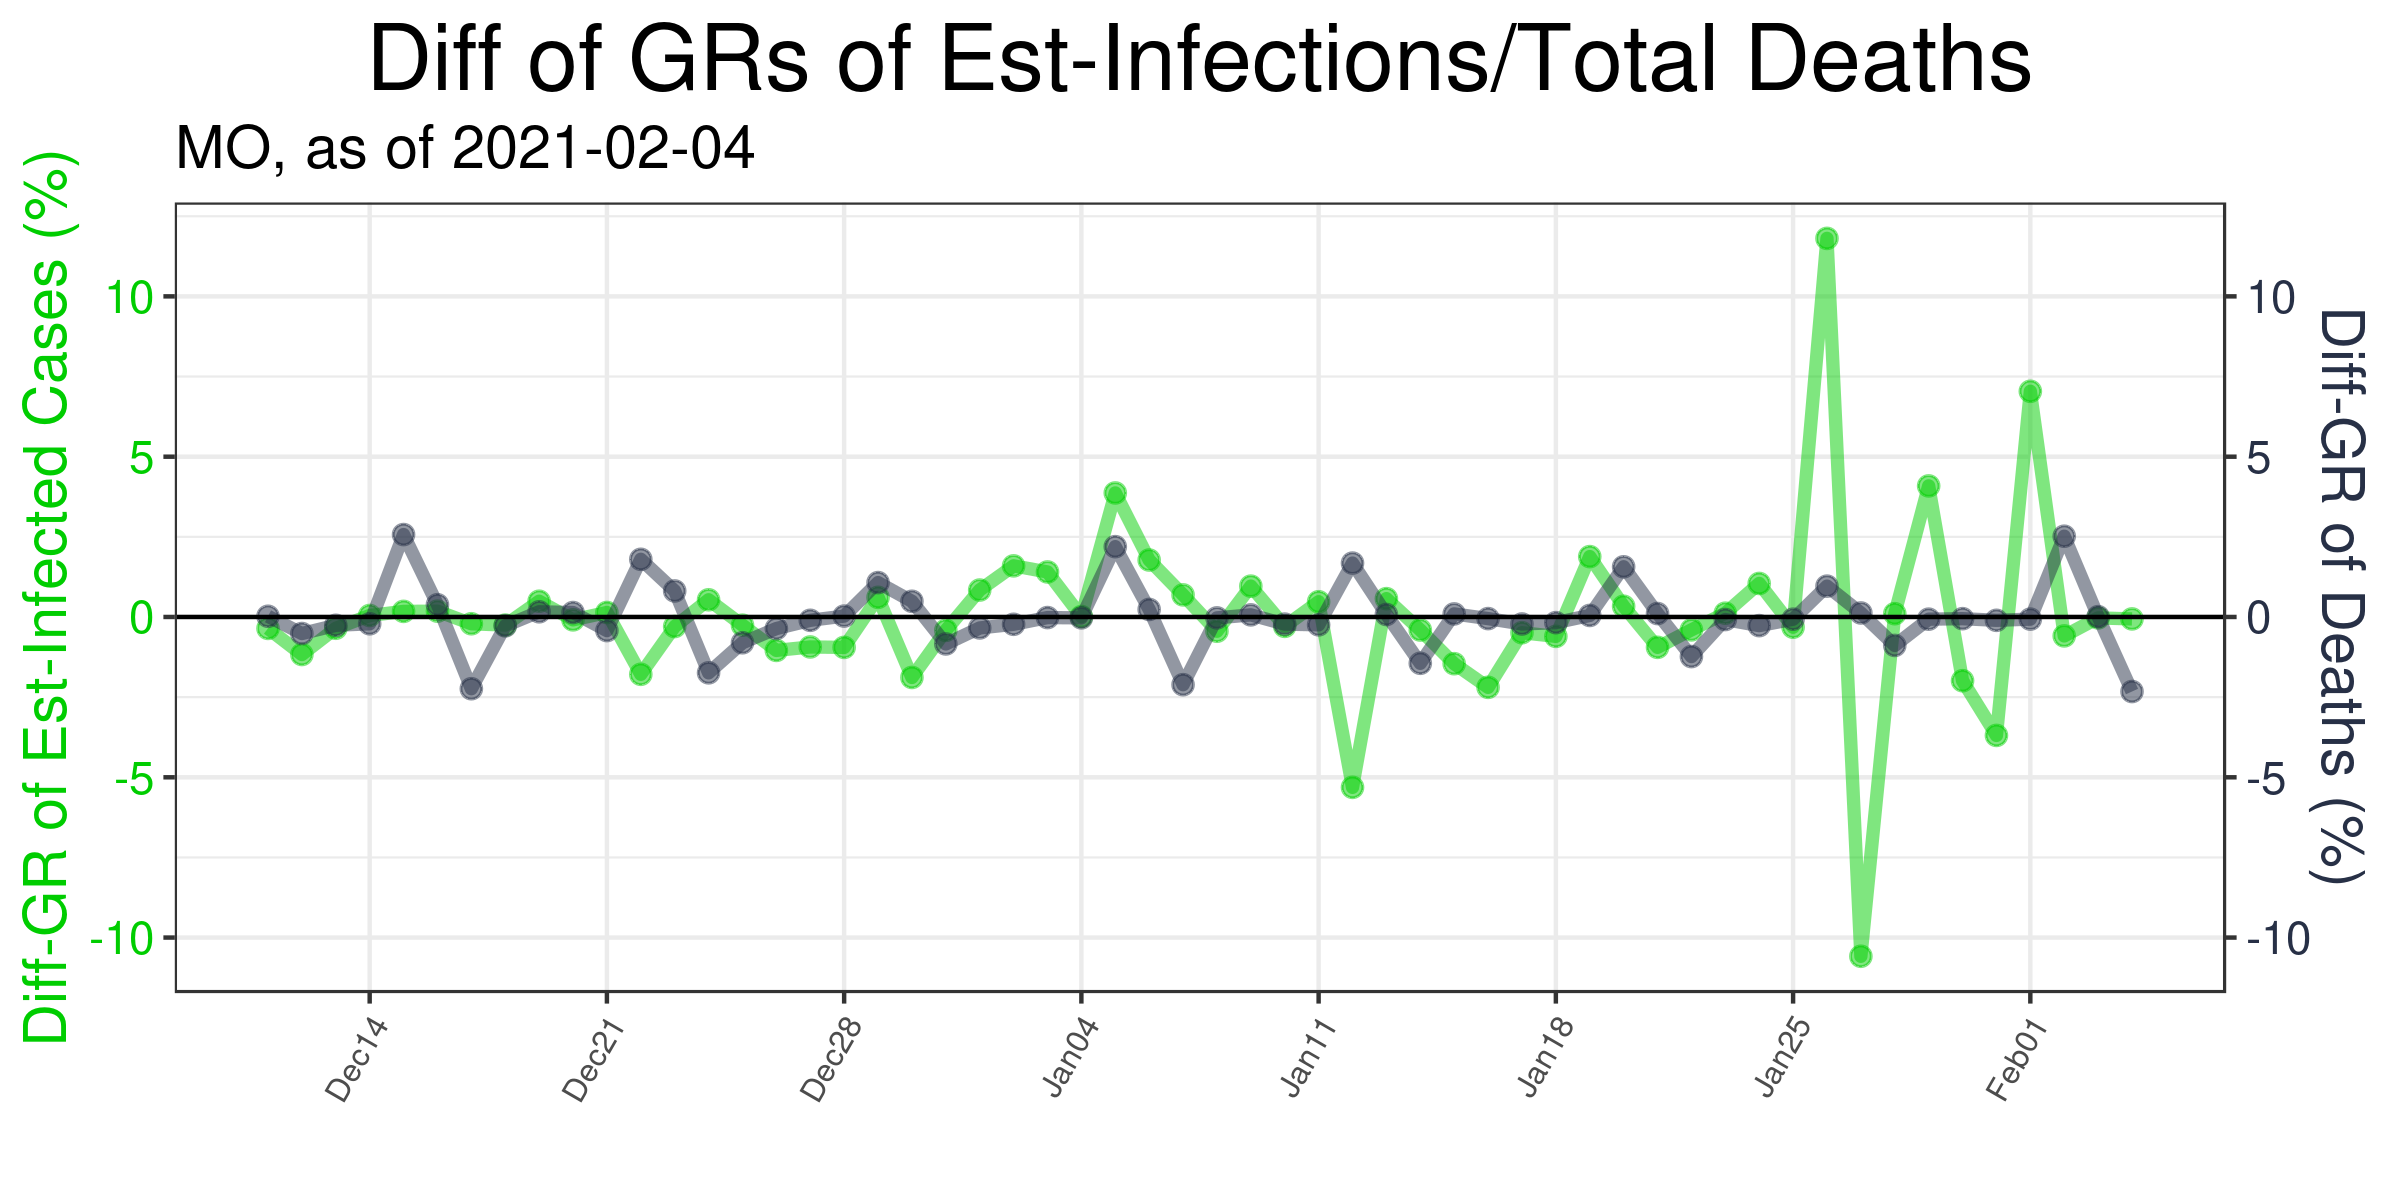 Diff of GRs of Est-Infections/Total Deaths
MO, as of 2021-02-04
Diff-GR of Est-Infected Cases (%)
10
5
0
-5
-10
10
5
0
-5
-10
Diff-GR of Deaths (%)
Dec14
Dec21
Dec28
Jan04
Jan11
Jan18
Jan25
Feb01